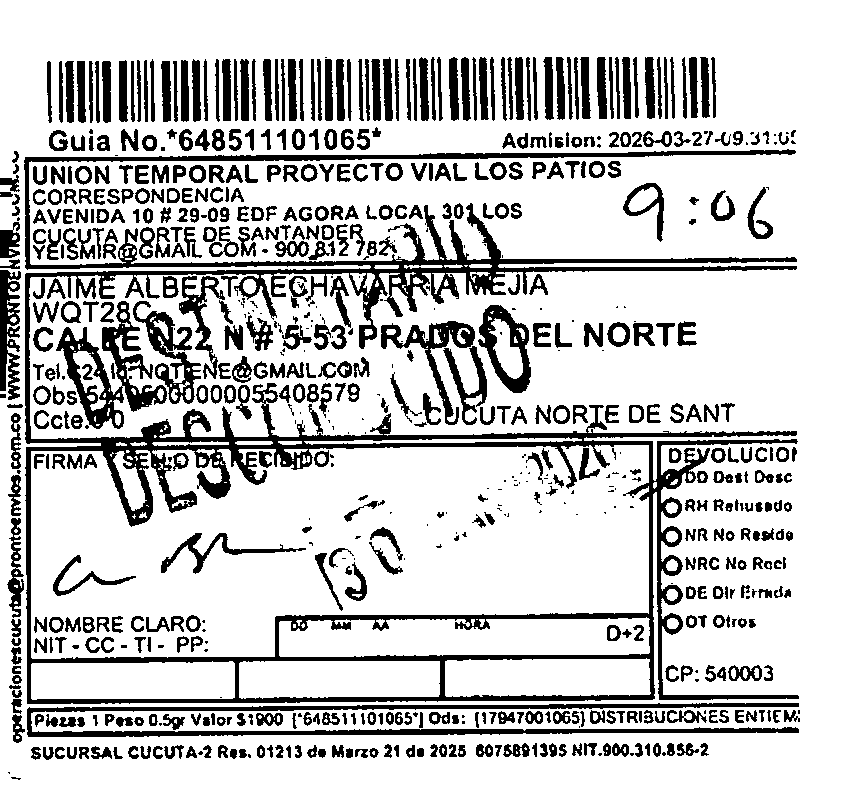 Guia No.*648511101065*
Admision: 2026-03-27-09.31:0
UNION TEMPORAL PROYECTO VIAL LOS PATIOS
CORRESPONDENCIA
AVENIDA 10 # 29-09 EDF AGORA LOCAL 301 LOS
CUCUTA NORTE DE SANTANDER
YEISMIR@GMAIL COM - 900 812 782
9:06
JAIME ALBERTO ECHAVARRIA MEJIA
WQT28C
CALLE N22 N # 5-53 PRADOS DEL NORTE
NOTIENE@GMAIL.COM
CUCUTA NORTE DE SANT
DESTINATARIO
DESCONOCIDO
FIRMA Y SELLO DE RECIBIDO:
30 2026
NOMBRE CLARO:
NIT - CC - TI - PP:
DD MM AA HORA
D+2
DEVOLUCION
DD Dest Desc
RH Rehusado
NR No Reside
NRC No Reci
DE Dir Errada
OT Otros
CP: 540003
Piezas 1 Peso 0.5gr Valor $1900 [*648511101065*] Ods: [17947001065] DISTRIBUCIONES ENTIEM
SUCURSAL CUCUTA-2 Res. 01213 de Marzo 21 de 2025 6075891395 NIT.900.310.856-2
operacionescucuta@prontoenvios.com.co | WWW.PRONTOENVIOS.COM.CO